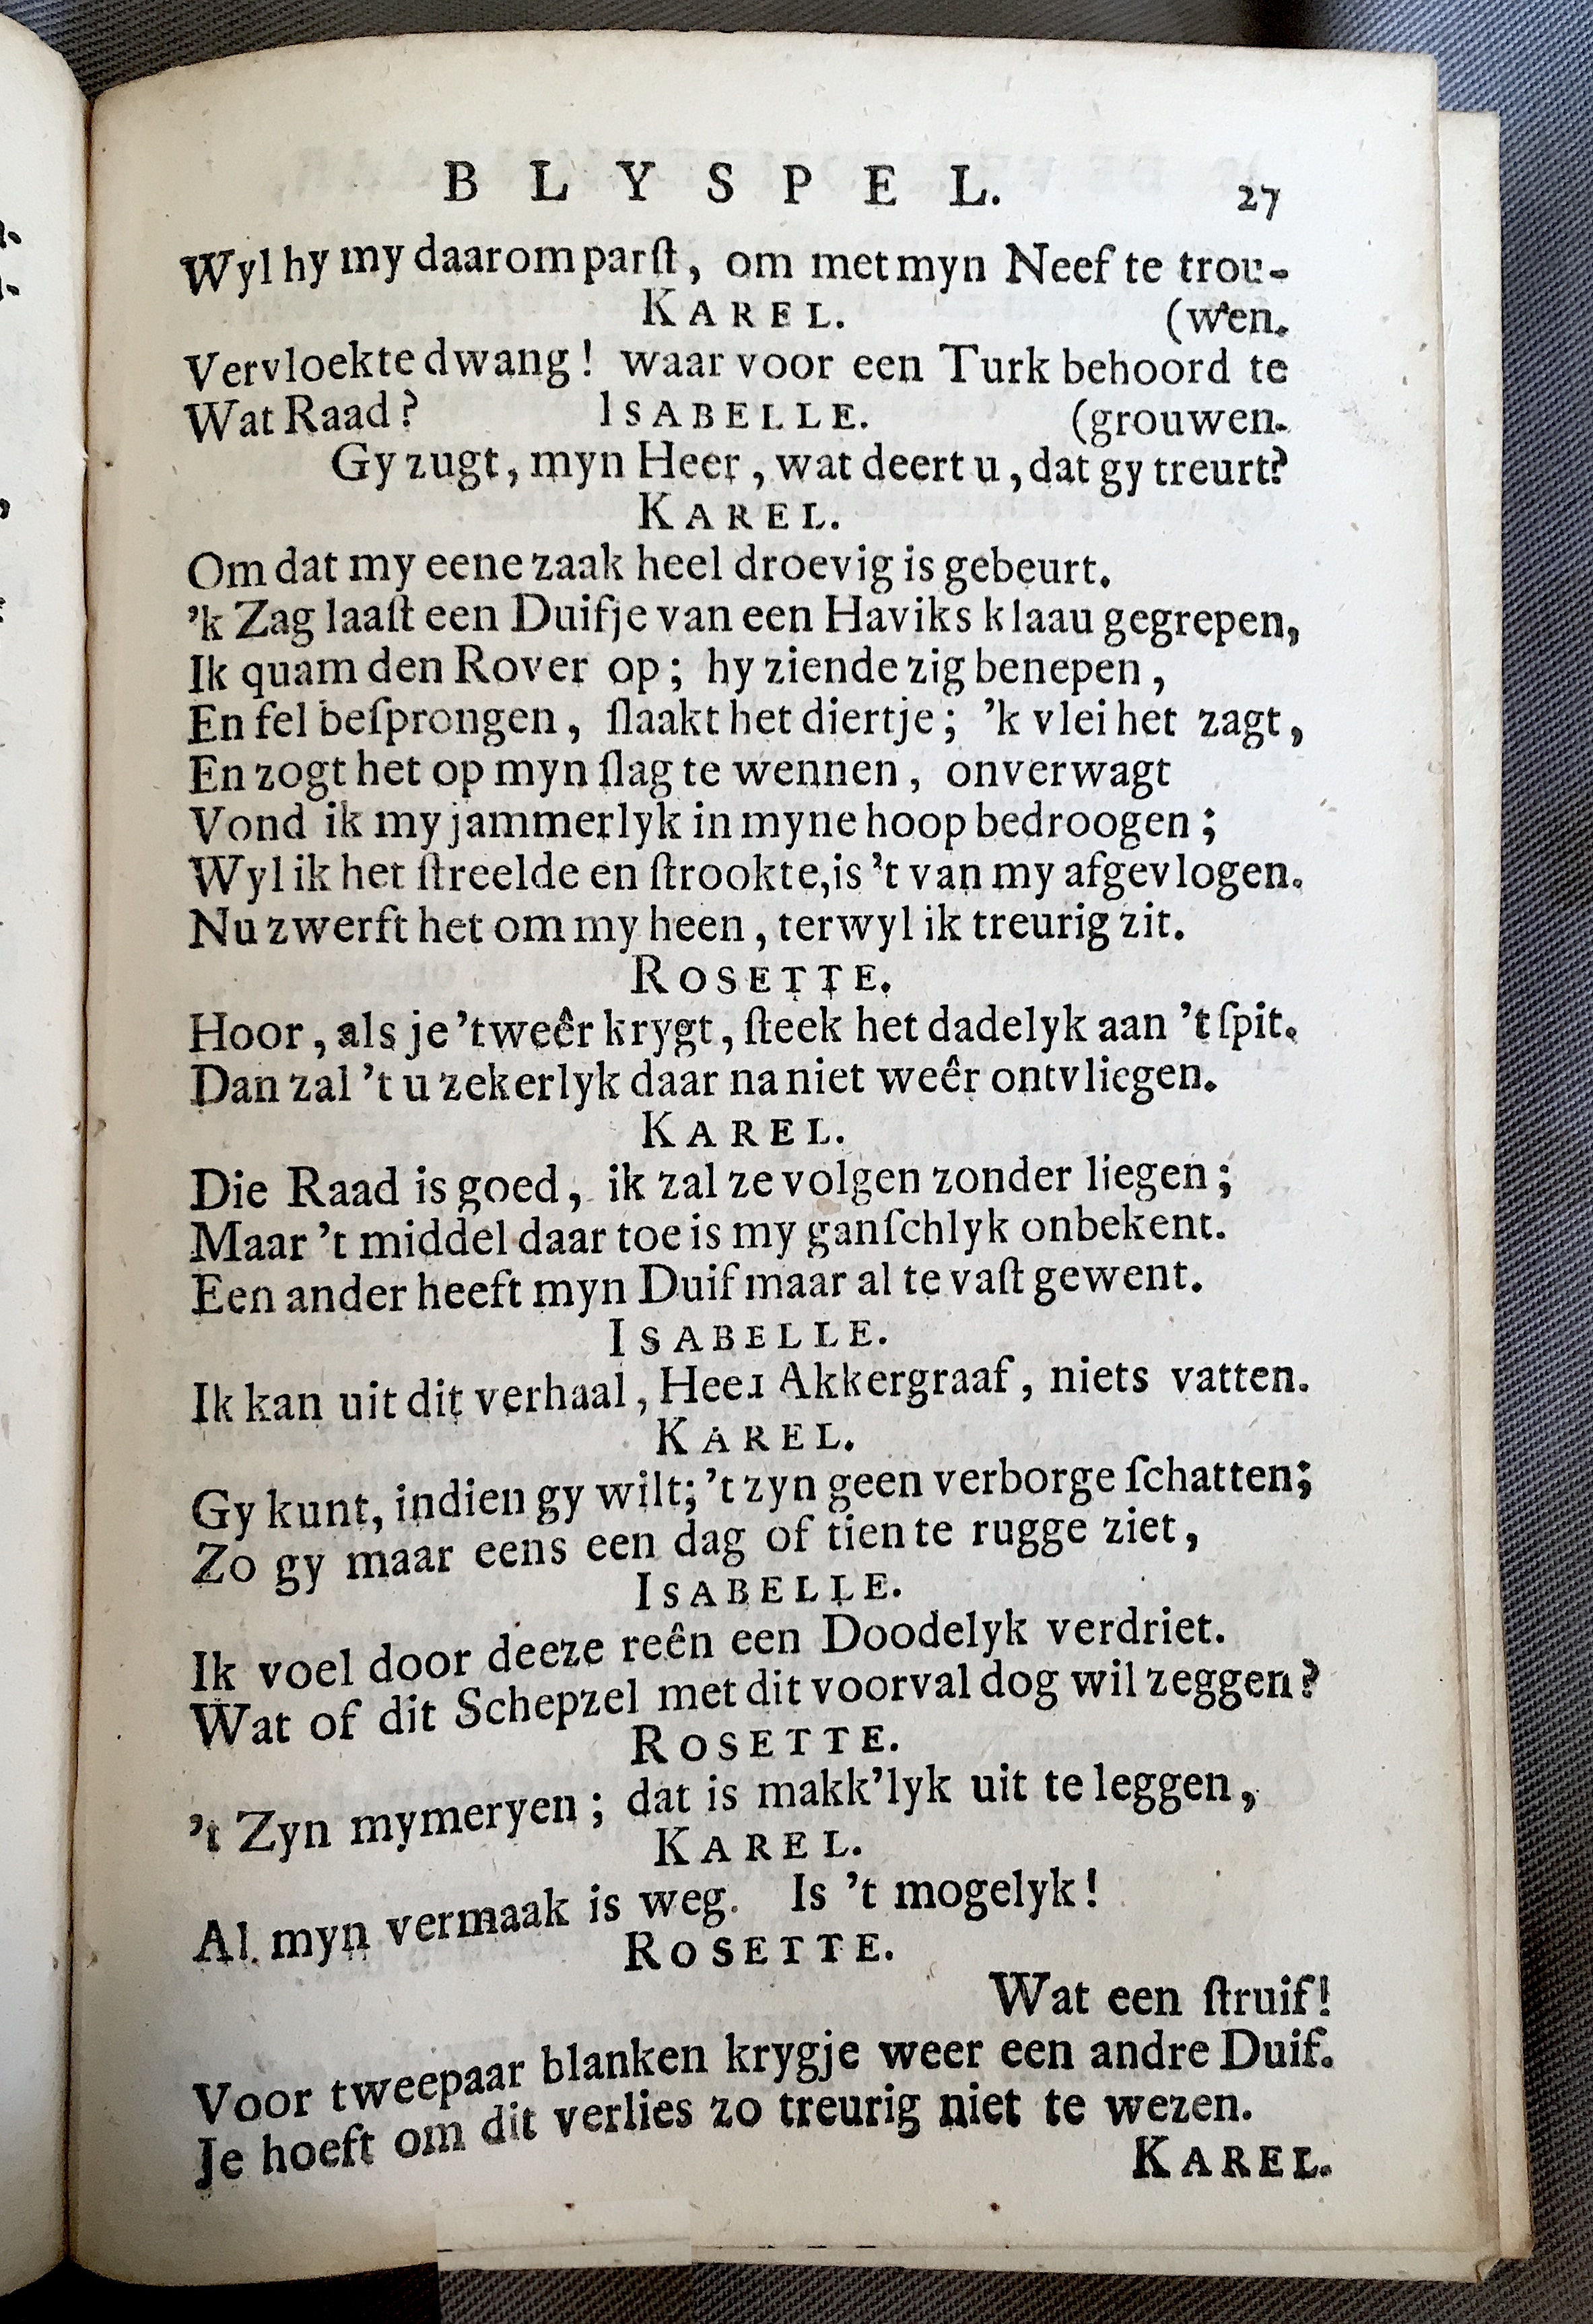 BLYSPEL. 27
Wyl hy my daarom parſt, om met myn Neef te trou-
KAREL. (wen.
Vervloekte dwang! waar voor een Turk behoord te
Wat Raad? ISABELLE. (grouwen.
Gy zugt, myn Heer, wat deert u, dat gy treurt?
KAREL.
Om dat my eene zaak heel droevig is gebeurt.
'k Zag laaſt een Duifje van een Haviks klaau gegrepen,
Ik quam den Rover op; hy ziende zig benepen,
En fel beſprongen, ſlaakt het diertje; 'k vlei het zagt,
En zogt het op myn ſlag te wennen, onverwagt
Vond ik my jammerlyk in myne hoop bedroogen;
Wyl ik het ſtreelde en ſtrookte, is 't van my afgevlogen.
Nu zwerft het om my heen, terwyl ik treurig zit.
ROSETTE.
Hoor, als je 't weêr krygt, ſteek het dadelyk aan 't ſpit.
Dan zal 't u zekerlyk daar na niet weêr ontvliegen.
KAREL.
Die Raad is goed, ik zal ze volgen zonder liegen;
Maar 't middel daar toe is my ganſchlyk onbekent.
Een ander heeft myn Duif maar al te vaſt gewent.
ISABELLE.
Ik kan uit dit verhaal, Heer Akkergraaf, niets vatten.
KAREL.
Gy kunt, indien gy wilt; 't zyn geen verborge ſchatten;
Zo gy maar eens een dag of tien te rugge ziet,
ISABELLE.
Ik voel door deeze reên een Doodelyk verdriet.
Wat of dit Schepzel met dit voorval dog wil zeggen?
ROSETTE.
't Zyn mymeryen; dat is makk'lyk uit te leggen,
KAREL.
Al myn vermaak is weg. Is 't mogelyk!
ROSETTE.
Wat een ſtruif!
Voor tweepaar blanken krygje weer een andre Duif.
Je hoeft om dit verlies zo treurig niet te wezen.
KAREL.